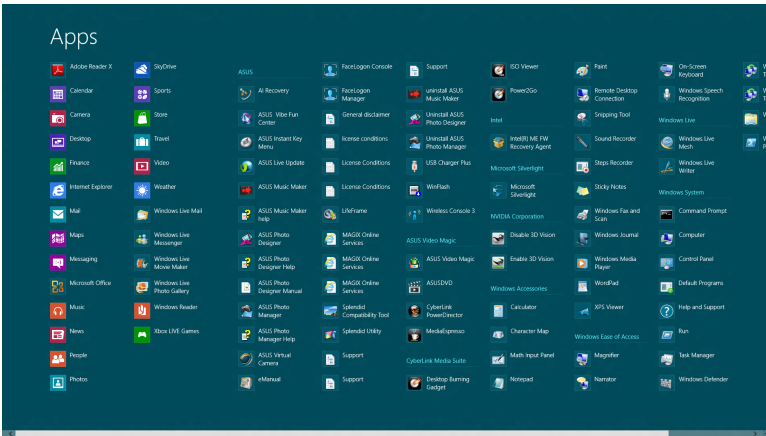 Apps
Adobe Reader X
Calendar
Camera
Desktop
Finance
Internet Explorer
Mail
Maps
Messaging
Microsoft Office
Music
News
People
Photos
SkyDrive
Sports
Store
Travel
Video
Weather
Windows Live Mail
Windows Live
Messenger
Windows Live
Movie Maker
Windows Live
Photo Gallery
Windows Reader
Xbox LIVE Games
ASUS
AI Recovery
ASUS Vibe Fun
Center
ASUS Instant Key
Menu
ASUS Live Update
ASUS Music Maker
ASUS Music Maker
help
ASUS Photo
Designer
ASUS Photo
Designer Help
ASUS Photo
Designer Manual
ASUS Photo
Manager
ASUS Photo
Manager Help
ASUS Virtual
Camera
eManual
FaceLogon Console
FaceLogon
Manager
General disclaimer
license conditions
License Conditions
License Conditions
LifeFrame
MAGIX Online
Services
MAGIX Online
Services
MAGIX Online
Services
Splendid
Compatibility Tool
Splendid Utility
Support
Support
Support
uninstall ASUS
Music Maker
Uninstall ASUS
Photo Designer
Uninstall ASUS
Photo Manager
USB Charger Plus
WinFlash
Wireless Console 3
ASUS Video Magic
ASUS Video Magic
ASUSDVD
CyberLink
PowerDirector
MediaEspresso
CyberLink Media Suite
Desktop Burning
Gadget
ISO Viewer
Power2Go
Intel
Intel(R) ME FW
Recovery Agent
Microsoft Silverlight
Microsoft
Silverlight
NVIDIA Corporation
Disable 3D Vision
Enable 3D Vision
Windows Accessories
Calculator
Character Map
Math Input Panel
Notepad
Paint
Remote Desktop
Connection
Snipping Tool
Sound Recorder
Steps Recorder
Sticky Notes
Windows Fax and
Scan
Windows Journal
Windows Media
Player
WordPad
XPS Viewer
Windows Ease of Access
Magnifier
Narrator
On-Screen
Keyboard
Windows Speech
Recognition
Windows Live
Windows Live
Mesh
Windows Live
Writer
Windows System
Command Prompt
Computer
Control Panel
Default Programs
Help and Support
Run
Task Manager
Windows Defender